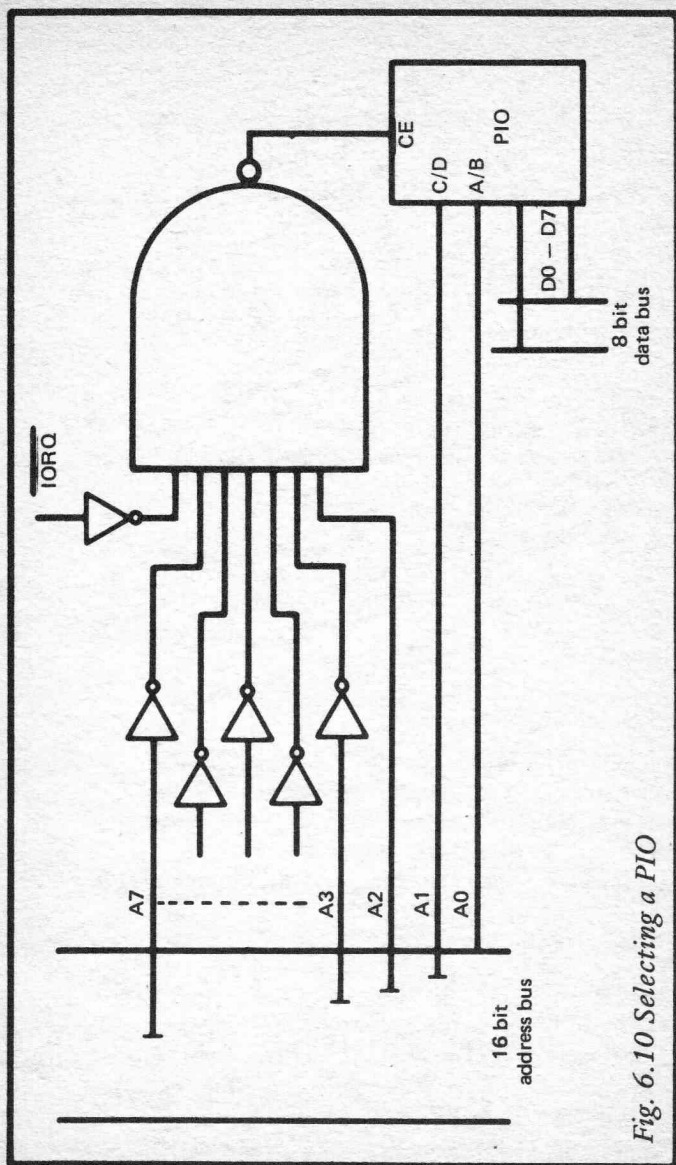 IORQ
CE
C/D
A/B
PIO
D0 – D7
8 bit
data bus
A7
A3
A2
A1
A0
16 bit
address bus
Fig. 6.10 Selecting a PIO